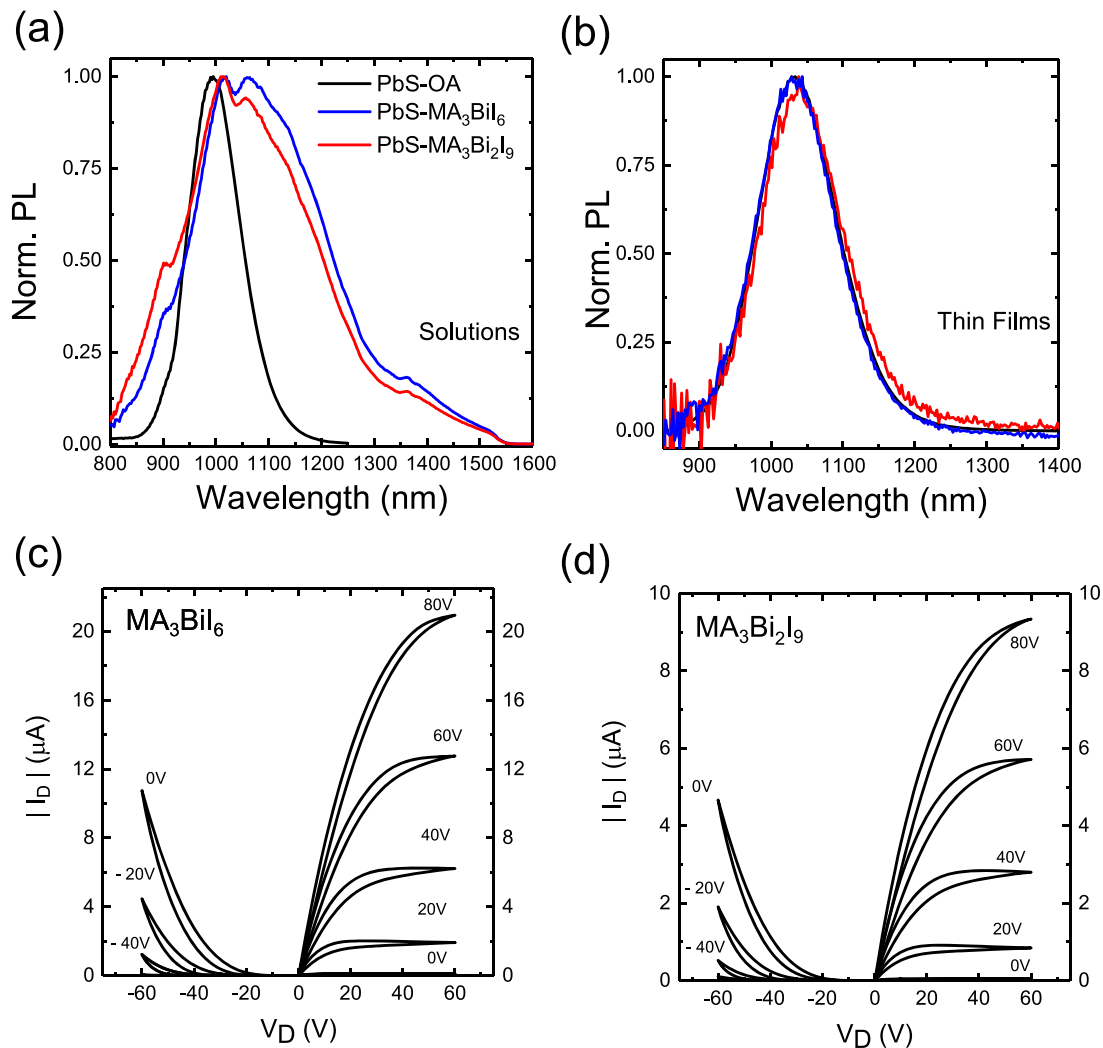 (a)
Norm. PL
1.00
0.75
0.50
0.25
0.00
PbS-OA
PbS-MA₃BiI₆
PbS-MA₃Bi₂I₉
Solutions
800 900 1000 1100 1200 1300 1400 1500 1600
Wavelength (nm)
(b)
Norm. PL
1.00
0.75
0.50
0.25
0.00
Thin Films
900 1000 1100 1200 1300 1400
Wavelength (nm)
(c)
MA₃BiI₆
| I_D | (μA)
20
16
12
8
4
0
20
16
12
8
4
0
80V
60V
40V
20V
0V
0V
- 20V
- 40V
-60 -40 -20 0 20 40 60
V_D (V)
(d)
MA₃Bi₂I₉
| I_D | (μA)
10
8
6
4
2
0
10
8
6
4
2
0
80V
60V
40V
20V
0V
0V
- 20V
- 40V
-60 -40 -20 0 20 40 60
V_D (V)